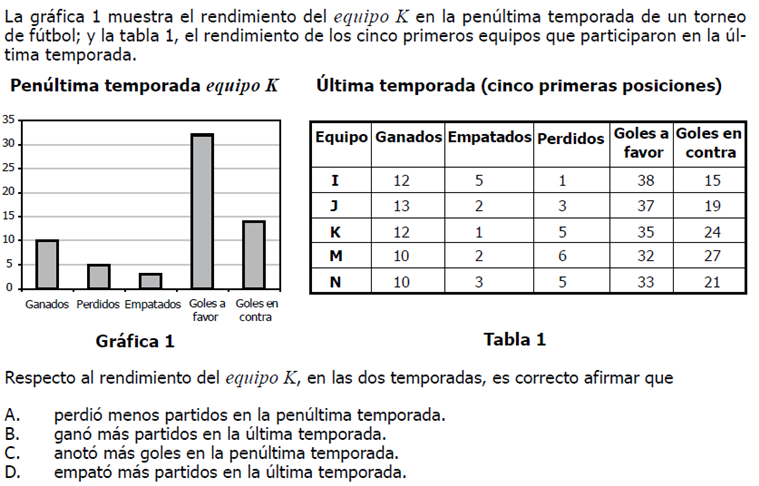 La gráfica 1 muestra el rendimiento del equipo K en la penúltima temporada de un torneo
de fútbol; y la tabla 1, el rendimiento de los cinco primeros equipos que participaron en la úl-
tima temporada.
Penúltima temporada equipo K
35
30
25
20
15
10
5
0
Ganados Perdidos Empatados Goles a favor Goles en contra
Gráfica 1
Última temporada (cinco primeras posiciones)
Equipo Ganados Empatados Perdidos Goles a favor Goles en contra
I 12 5 1 38 15
J 13 2 3 37 19
K 12 1 5 35 24
M 10 2 6 32 27
N 10 3 5 33 21
Tabla 1
Respecto al rendimiento del equipo K, en las dos temporadas, es correcto afirmar que
A. perdió menos partidos en la penúltima temporada.
B. ganó más partidos en la última temporada.
C. anotó más goles en la penúltima temporada.
D. empató más partidos en la última temporada.